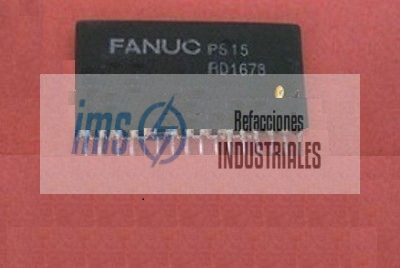 FANUC PS15
RD1678
ims Refacciones
INDUSTRIALES